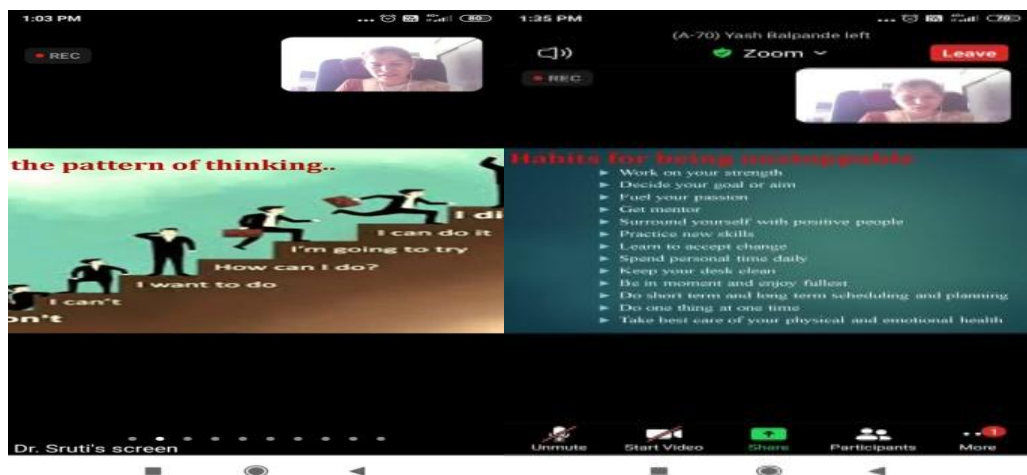 1:03 PM
80
REC
the pattern of thinking..
I di
I can do it
I'm going to try
How can I do?
I want to do
I can't
on't
Dr. Sruti's screen
1:35 PM
(A-70) Yash Balpande left
Zoom
Leave
REC
Habits for being unstoppable
Work on your strength
Decide your goal or aim
Fuel your passion
Get mentor
Surround yourself with positive people
Practice new skills
Learn to accept change
Spend personal time daily
Keep your desk clean
Be in moment and enjoy fullest
Do short term and long term scheduling and planning
Do one thing at one time
Take best care of your physical and emotional health
Unmute
Start Video
Share
Participants
1
More